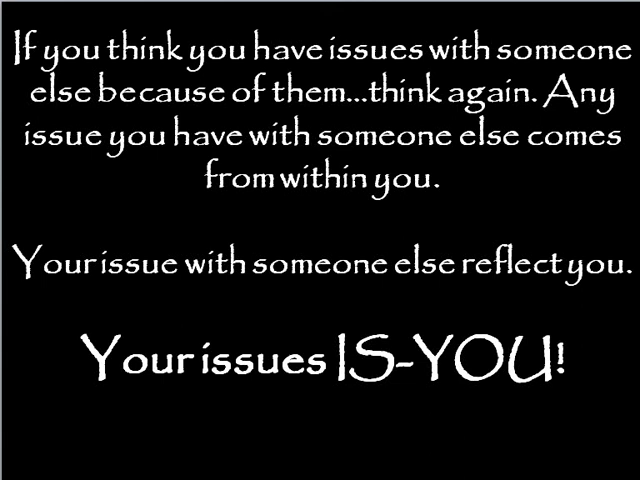 If you think you have issues with someone
else because of them...think again. Any
issue you have with someone else comes
from within you.
Your issue with someone else reflect you.
Your issues IS-YOU!